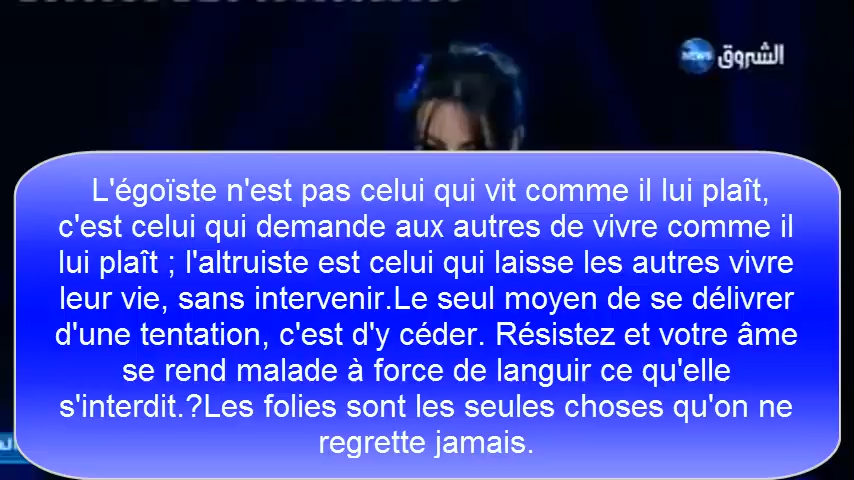 NEWS الشروق
L'égoïste n'est pas celui qui vit comme il lui plaît,
c'est celui qui demande aux autres de vivre comme il
lui plaît ; l'altruiste est celui qui laisse les autres vivre
leur vie, sans intervenir.Le seul moyen de se délivrer
d'une tentation, c'est d'y céder. Résistez et votre âme
se rend malade à force de languir ce qu'elle
s'interdit.?Les folies sont les seules choses qu'on ne
regrette jamais.